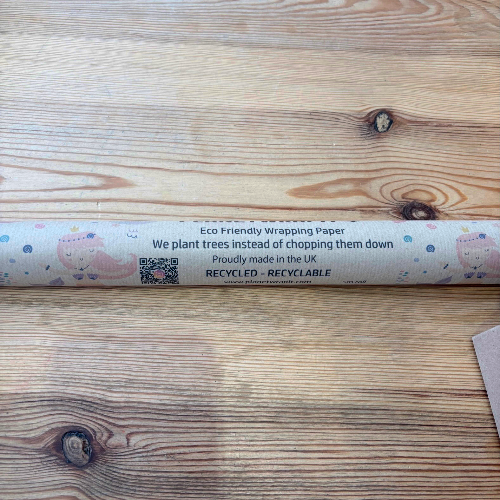 Eco Friendly Wrapping Paper
We plant trees instead of chopping them down
Proudly made in the UK
RECYCLED - RECYCLABLE